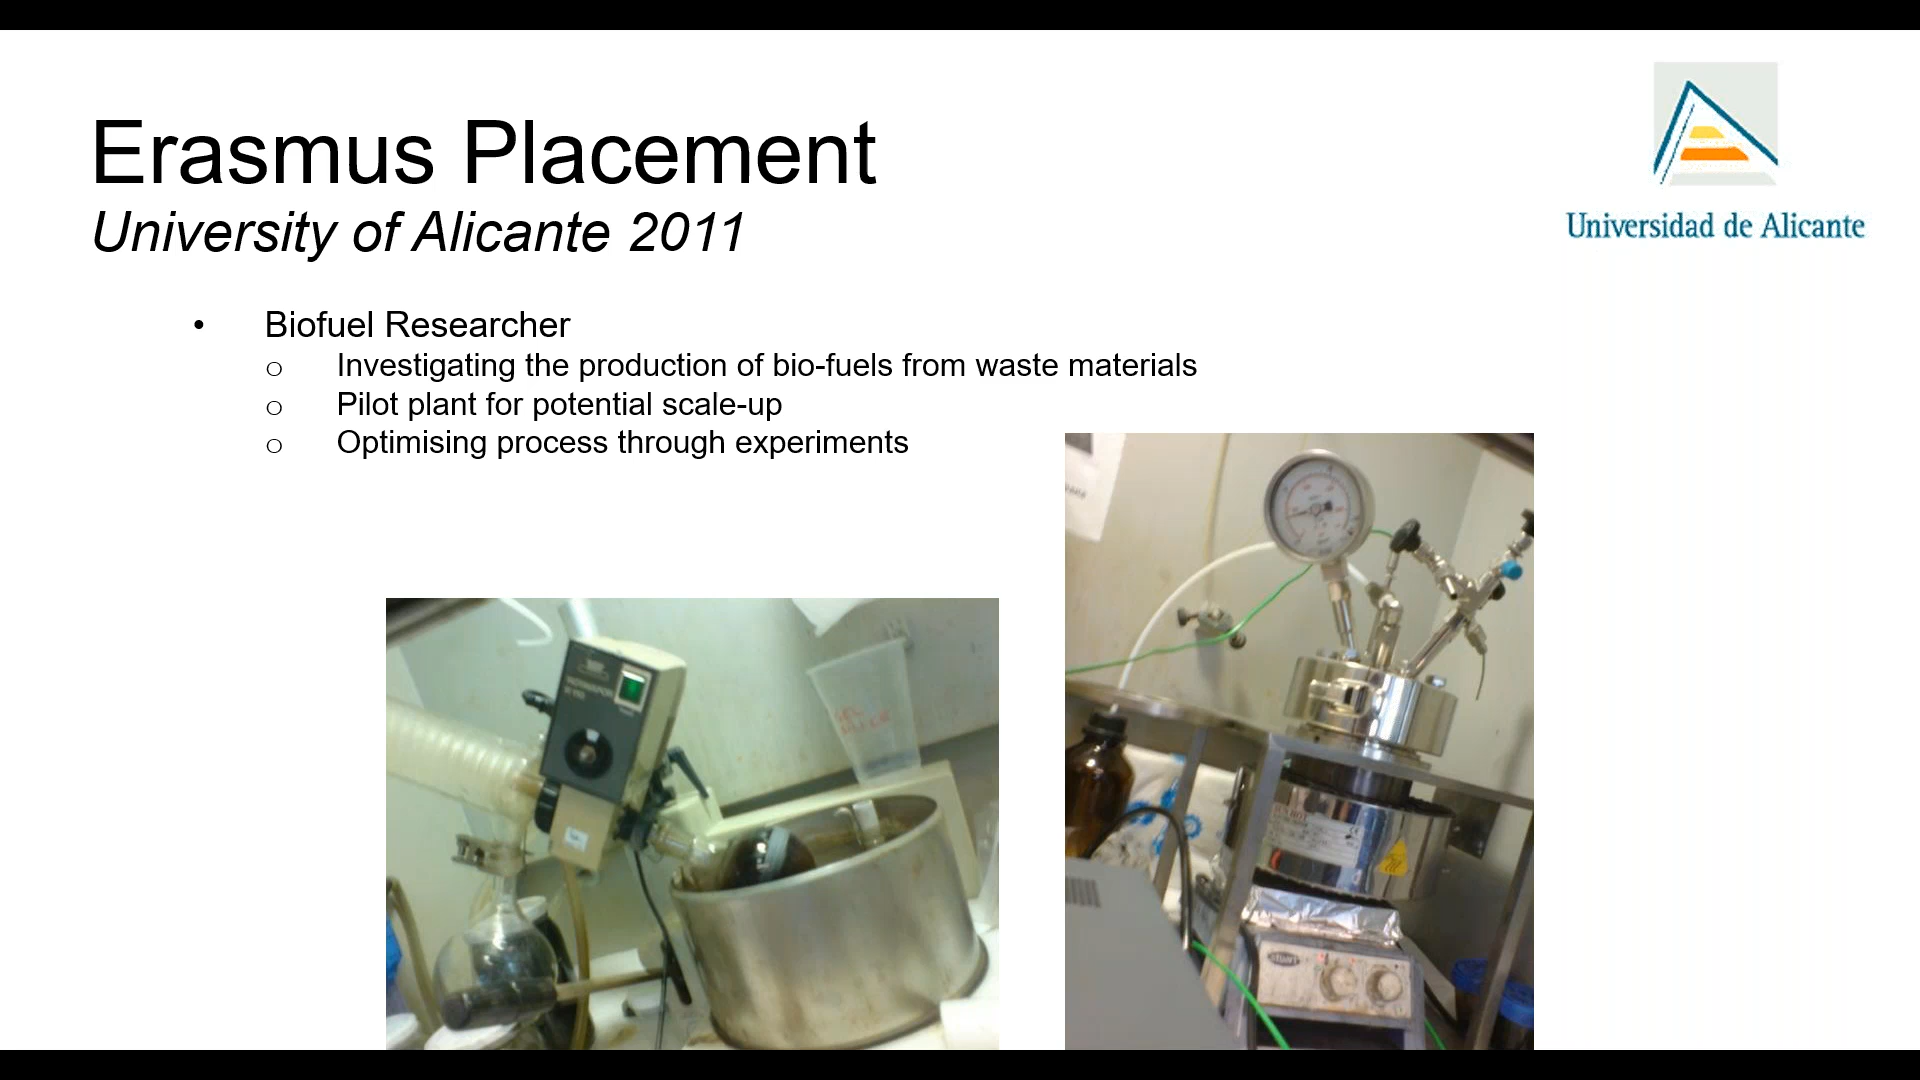 Erasmus Placement
University of Alicante 2011
Universidad de Alicante
• Biofuel Researcher
o Investigating the production of bio-fuels from waste materials
o Pilot plant for potential scale-up
o Optimising process through experiments